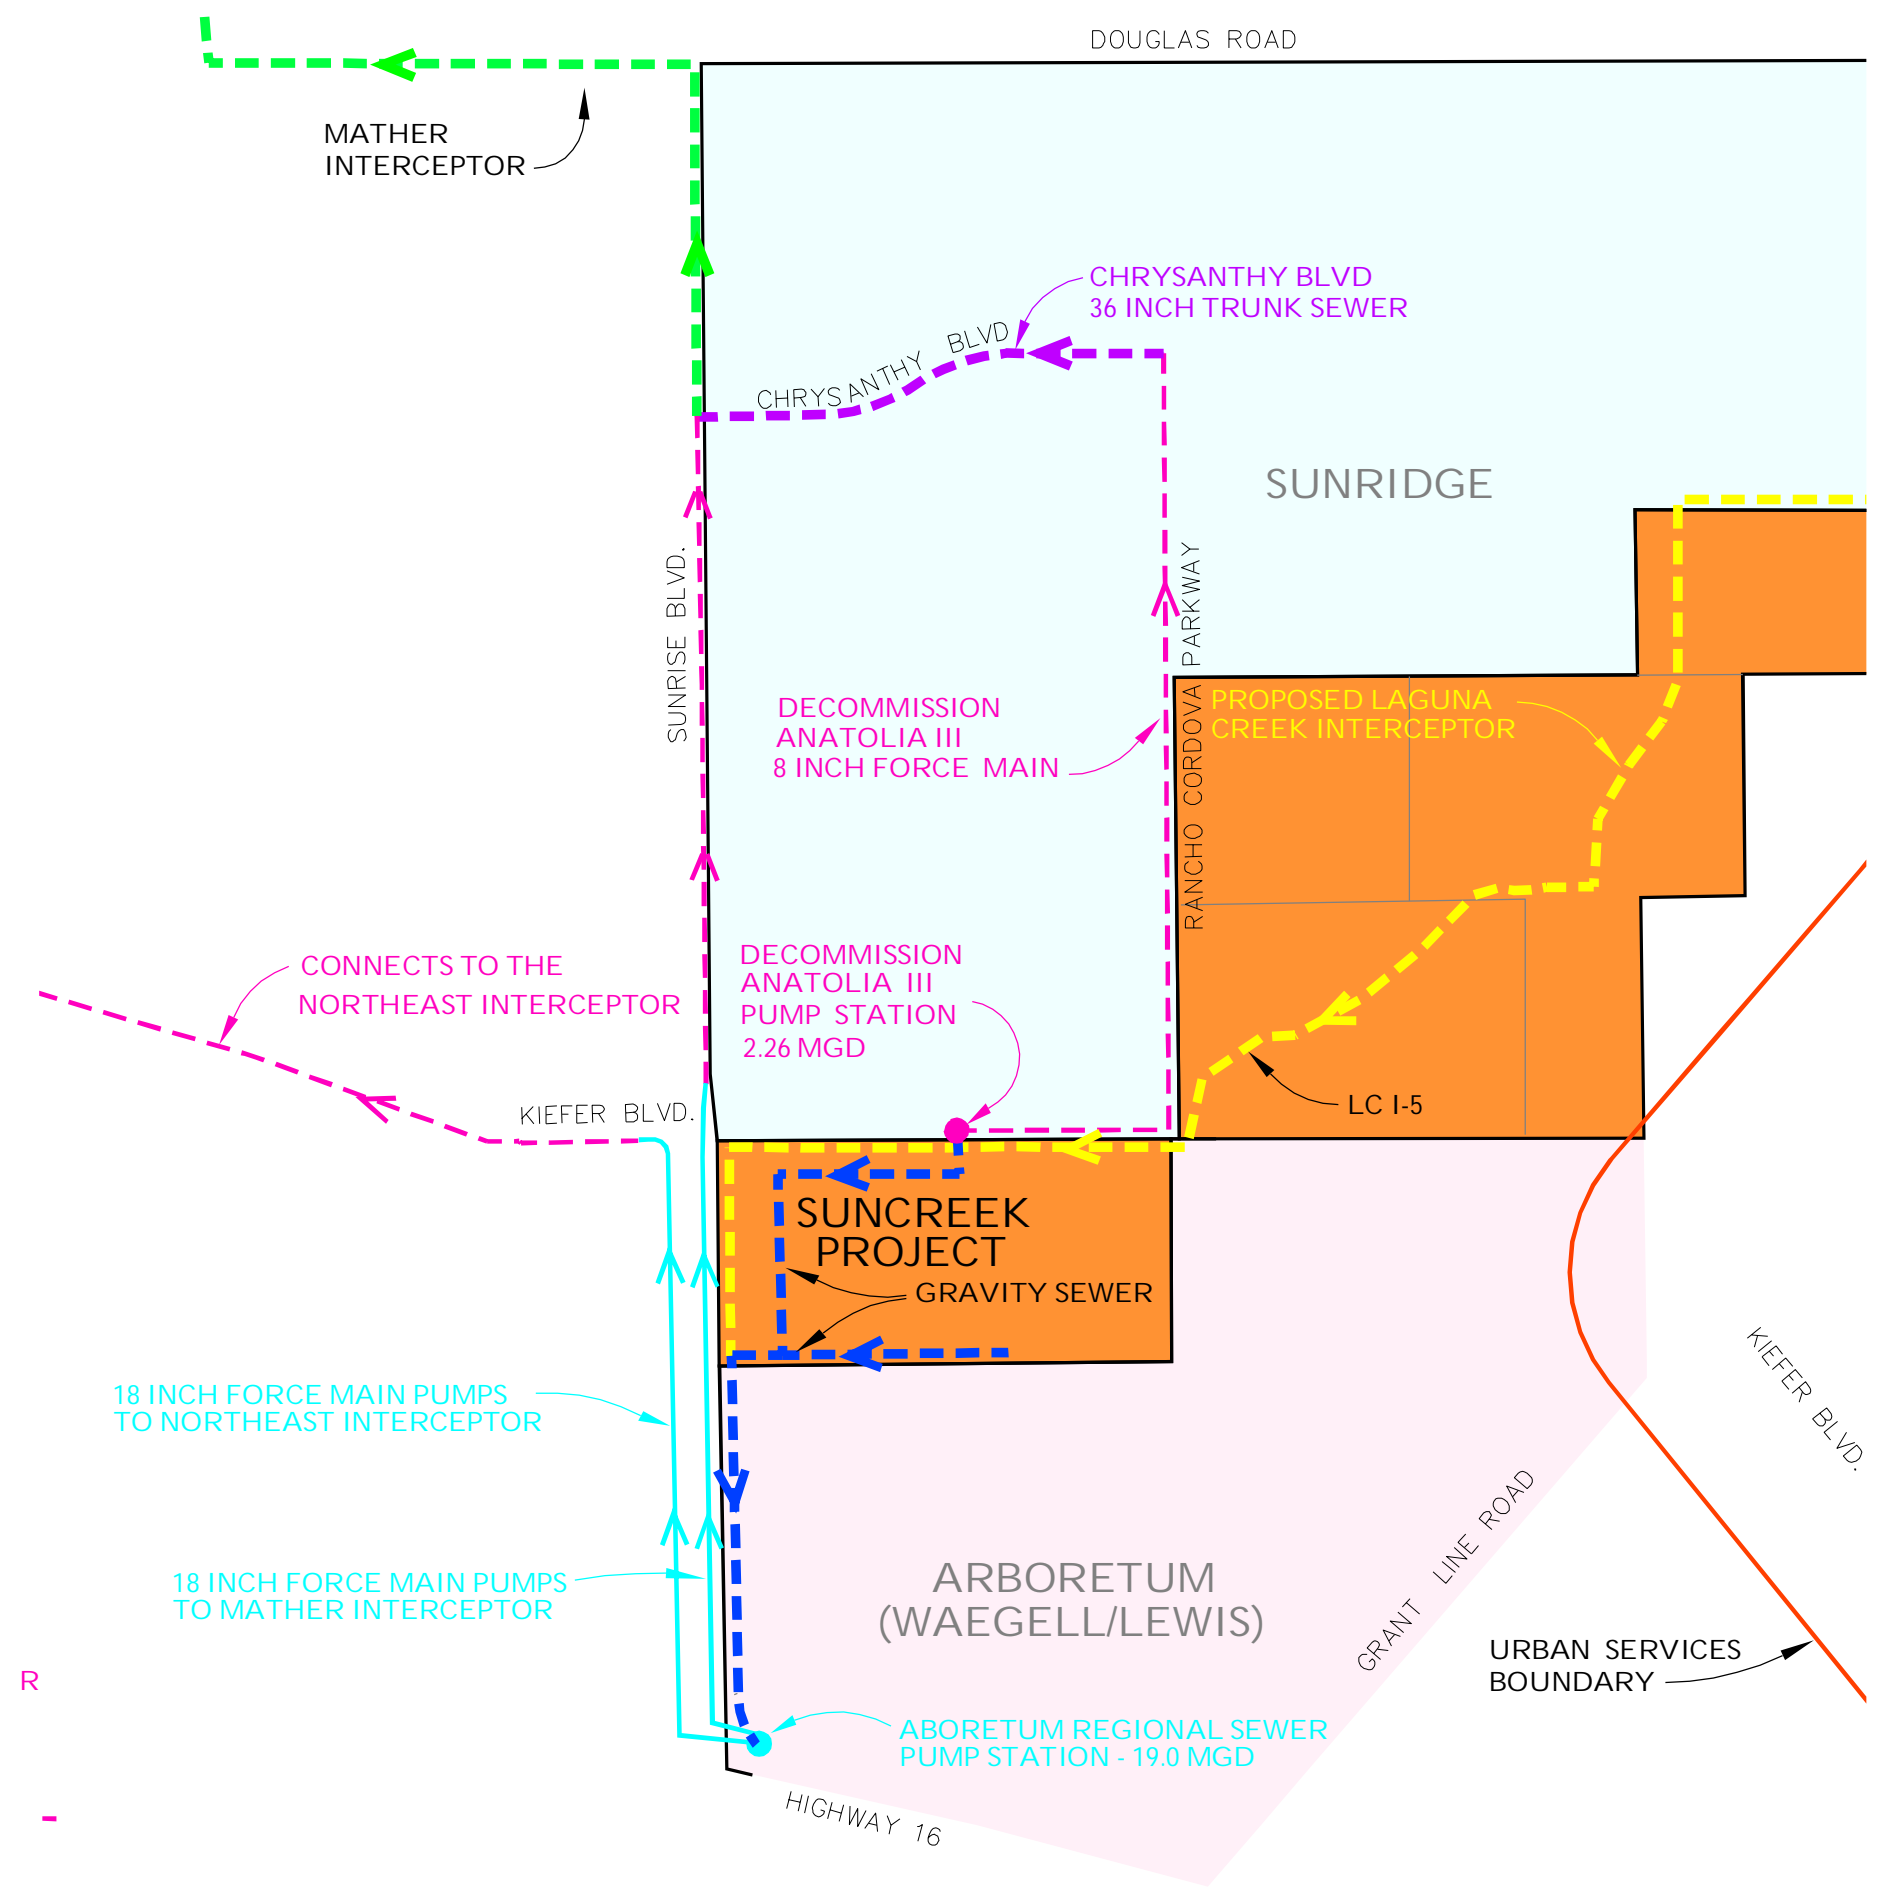 DOUGLAS ROAD
MATHER
INTERCEPTOR
CHRYSANTHY BLVD
36 INCH TRUNK SEWER
CHRYSANTHY BLVD
SUNRIDGE
SUNRISE BLVD.
RANCHO CORDOVA PARKWAY
DECOMMISSION
ANATOLIA III
8 INCH FORCE MAIN
PROPOSED LAGUNA
CREEK INTERCEPTOR
CONNECTS TO THE
NORTHEAST INTERCEPTOR
DECOMMISSION
ANATOLIA III
PUMP STATION
2.26 MGD
KIEFER BLVD.
LC I-5
SUNCREEK
PROJECT
GRAVITY SEWER
18 INCH FORCE MAIN PUMPS
TO NORTHEAST INTERCEPTOR
KIEFER BLVD.
18 INCH FORCE MAIN PUMPS
TO MATHER INTERCEPTOR
ARBORETUM
(WAEGELL/LEWIS)
GRANT LINE ROAD
URBAN SERVICES
BOUNDARY
R
ABORETUM REGIONAL SEWER
PUMP STATION - 19.0 MGD
HIGHWAY 16